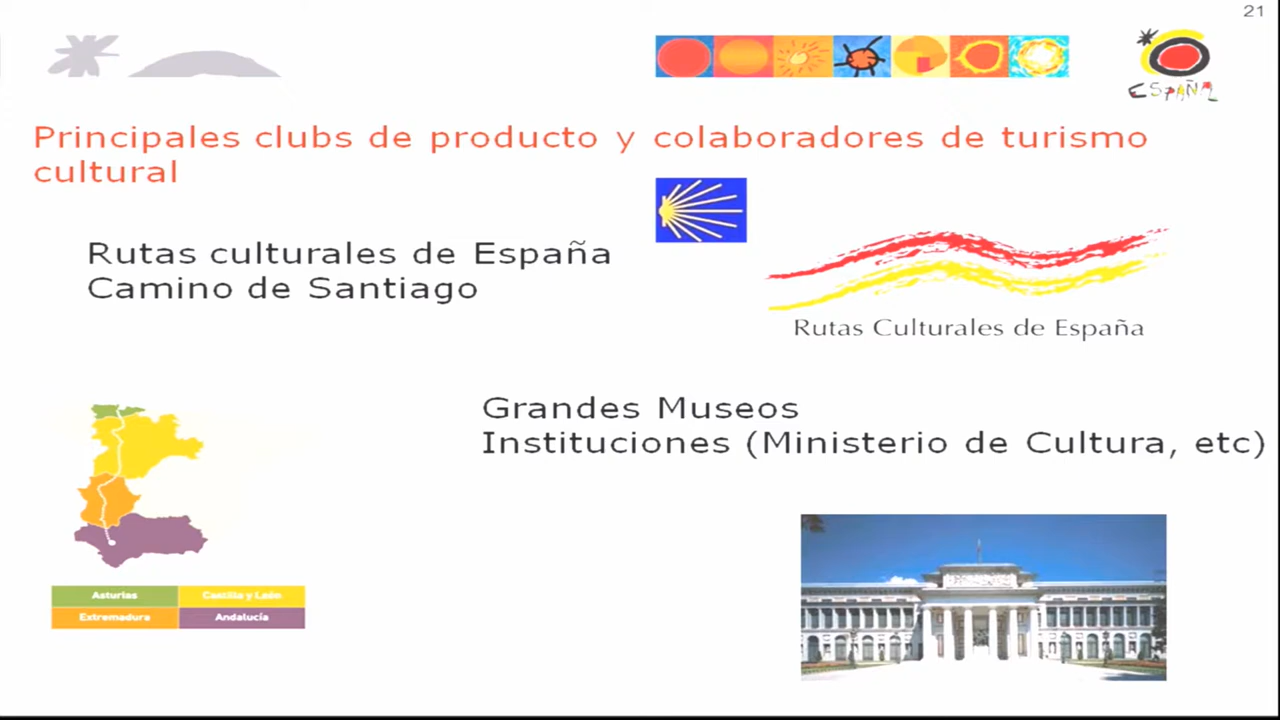 21
ESPAÑA
Principales clubs de producto y colaboradores de turismo
cultural
Rutas culturales de España
Camino de Santiago
Rutas Culturales de España
Grandes Museos
Instituciones (Ministerio de Cultura, etc)
Asturias
Castilla y León
Extremadura
Andalucía